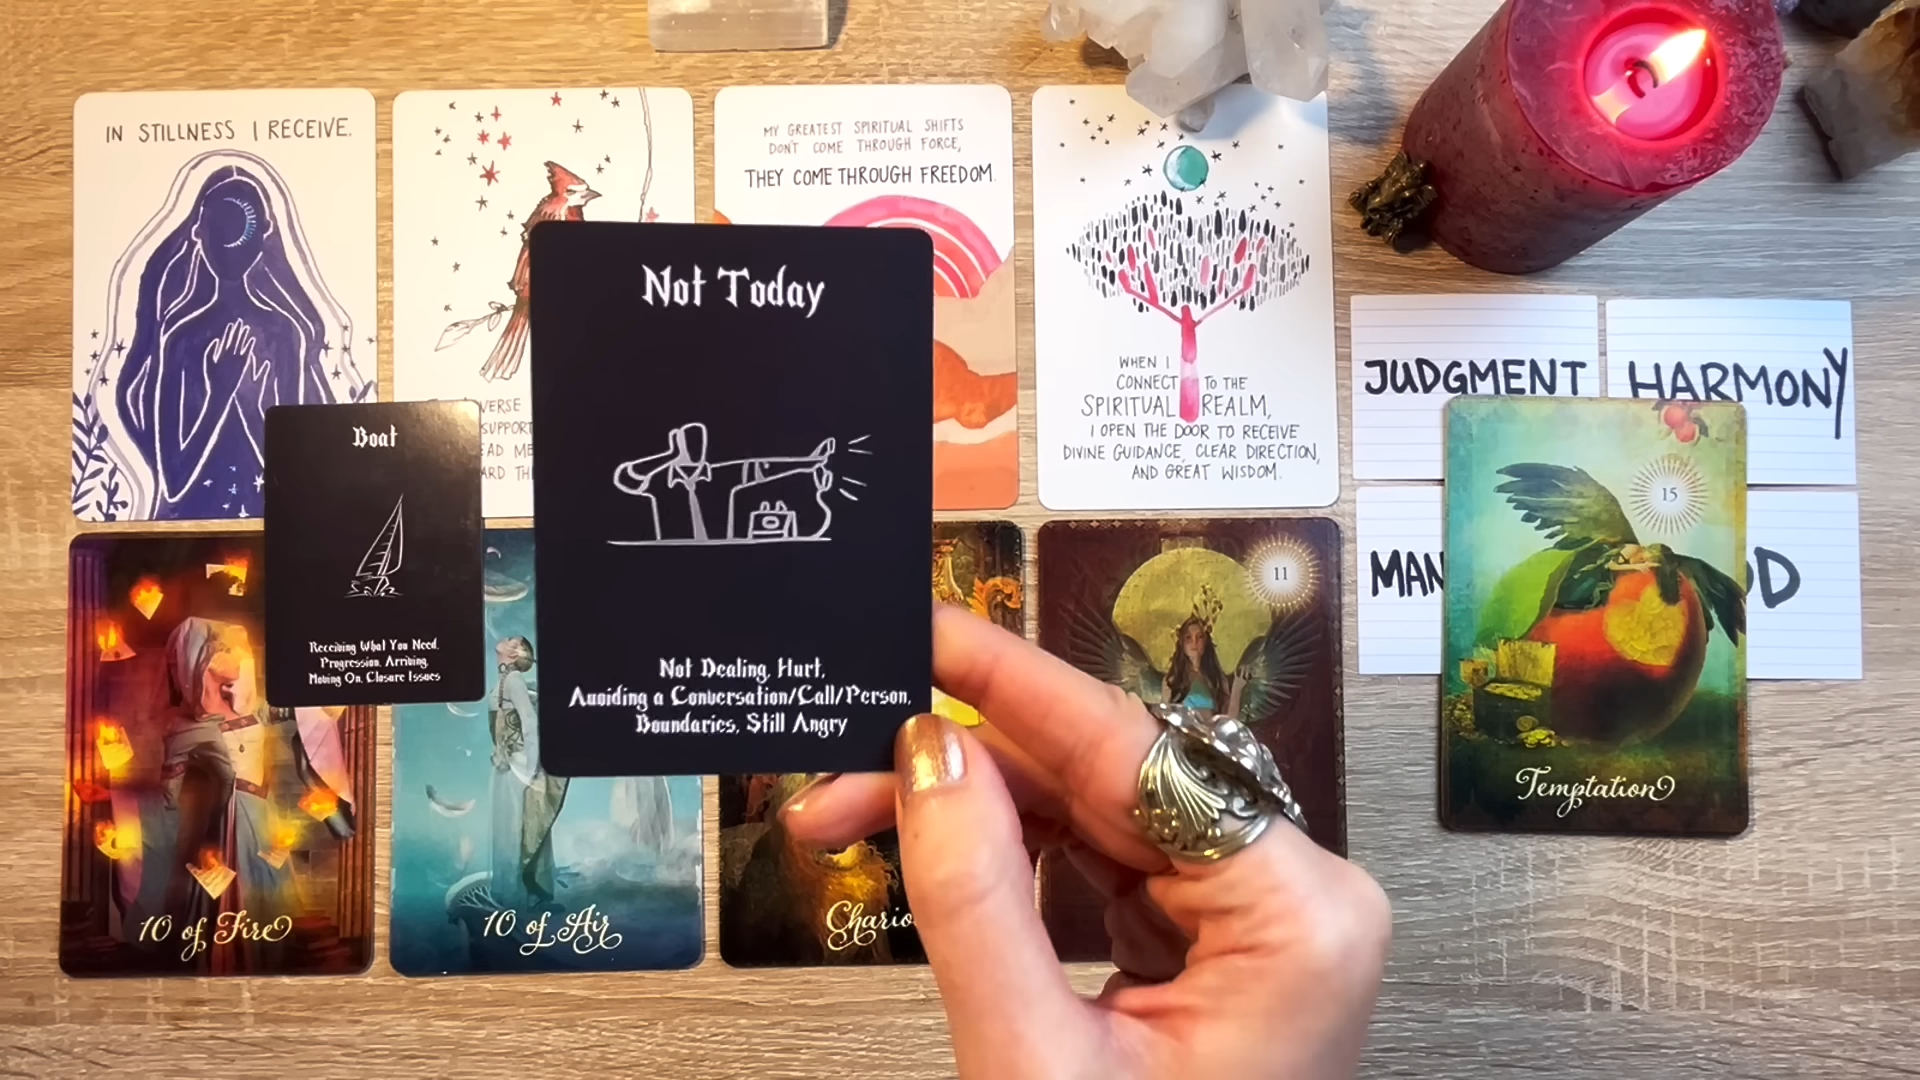 IN STILLNESS I RECEIVE.
MY GREATEST SPIRITUAL SHIFTS
DON'T COME THROUGH FORCE,
THEY COME THROUGH FREEDOM.
WHEN I
CONNECT TO THE
SPIRITUAL REALM,
I OPEN THE DOOR TO RECEIVE
DIVINE GUIDANCE, CLEAR DIRECTION,
AND GREAT WISDOM.
Boat
Receiving What You Need,
Progression, Arriving,
Moving On, Closure Issues
Not Today
Not Dealing, Hurt,
Avoiding a Conversation/Call/Person,
Boundaries, Still Angry
JUDGMENT
HARMONY
15
Temptation
11
10 of Fire
10 of Air